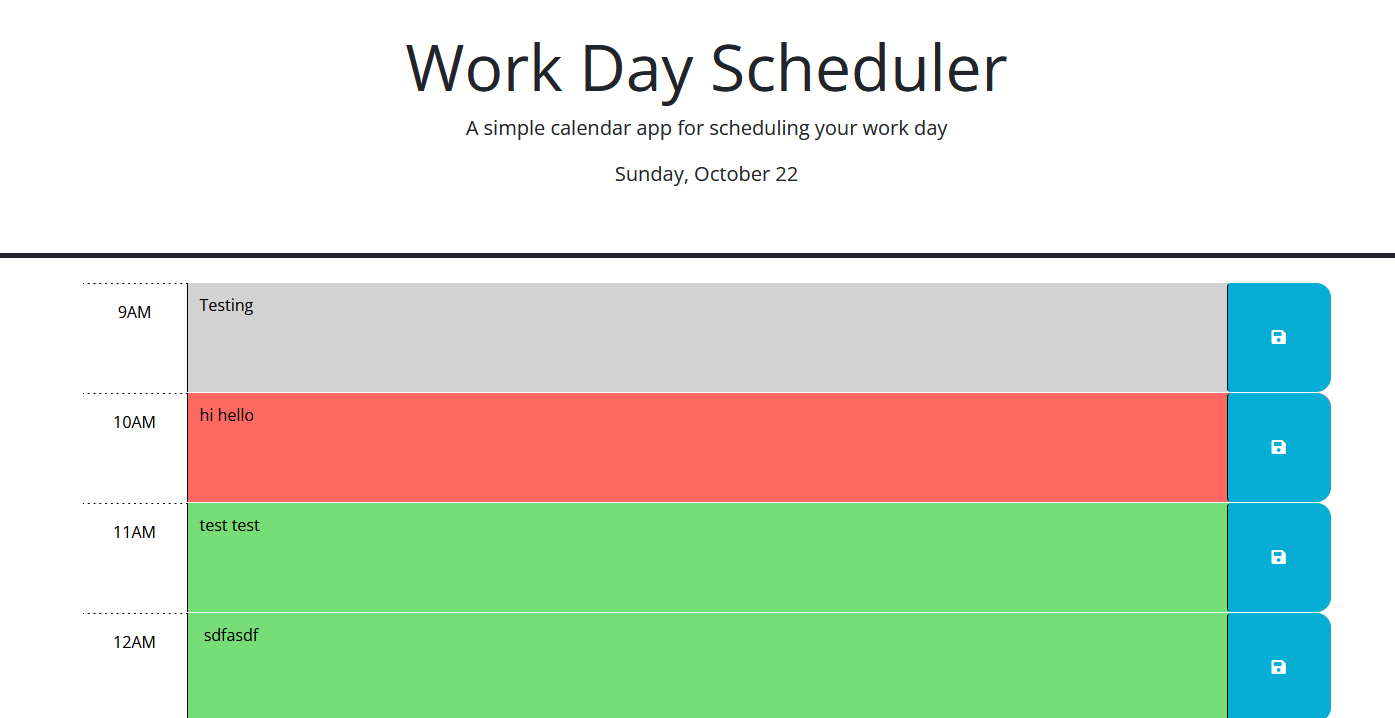 Work Day Scheduler
A simple calendar app for scheduling your work day
Sunday, October 22
9AM
Testing
10AM
hi hello
11AM
test test
12AM
sdfasdf